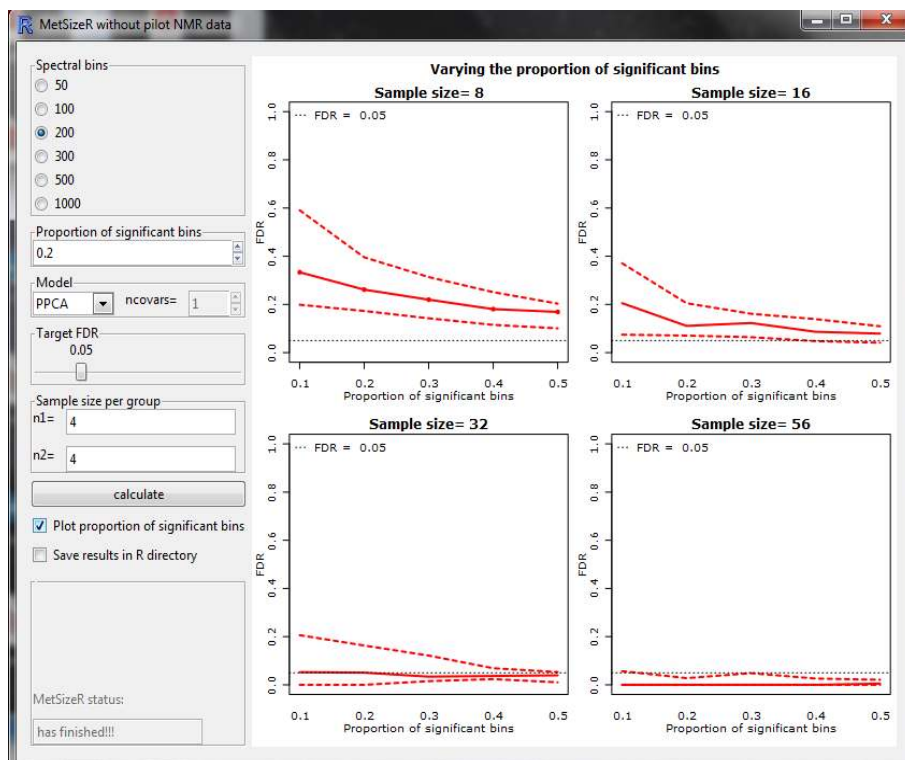 MetSizeR without pilot NMR data
Spectral bins
50
100
200
300
500
1000
Proportion of significant bins
0.2
Model
PPCA
ncovars=
1
Target FDR
0.05
Sample size per group
n1=
4
n2=
4
calculate
Plot proportion of significant bins
Save results in R directory
MetSizeR status:
has finished!!!
Varying the proportion of significant bins
Sample size= 8
FDR = 0.05
1.0
0.8
0.6
0.4
0.2
0.0
FDR
0.1 0.2 0.3 0.4 0.5
Proportion of significant bins
Sample size= 16
FDR = 0.05
1.0
0.8
0.6
0.4
0.2
0.0
FDR
0.1 0.2 0.3 0.4 0.5
Proportion of significant bins
Sample size= 32
FDR = 0.05
1.0
0.8
0.6
0.4
0.2
0.0
FDR
0.1 0.2 0.3 0.4 0.5
Proportion of significant bins
Sample size= 56
FDR = 0.05
1.0
0.8
0.6
0.4
0.2
0.0
FDR
0.1 0.2 0.3 0.4 0.5
Proportion of significant bins